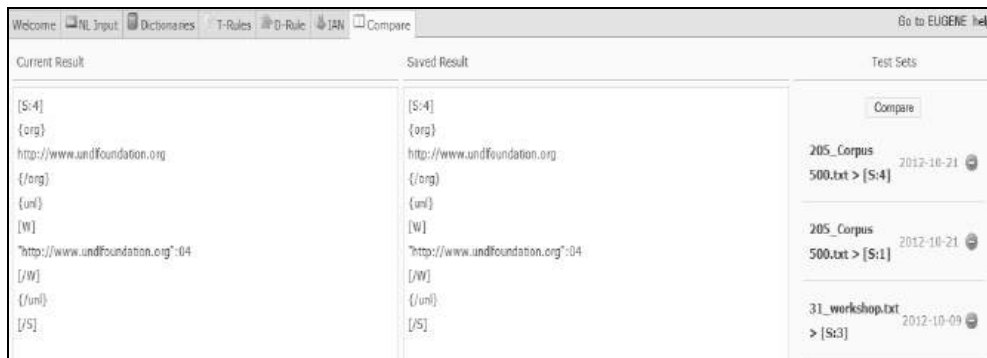 Welcome NL Input Dictionaries T-Rules D-Rule IAN Compare Go to EUGENE hel
Current Result Saved Result Test Sets
[S:4]
{org}
http://www.undlfoundation.org
{/org}
{unl}
[W]
"http://www.undlfoundation.org":04
[/W]
{/unl}
[/S]
[S:4]
{org}
http://www.undlfoundation.org
{/org}
{unl}
[W]
"http://www.undlfoundation.org":04
[/W]
{/unl}
[/S]
Compare
205_Corpus
500.txt > [S:4] 2012-10-21
205_Corpus
500.txt > [S:1] 2012-10-21
31_workshop.txt
> [S:3] 2012-10-09